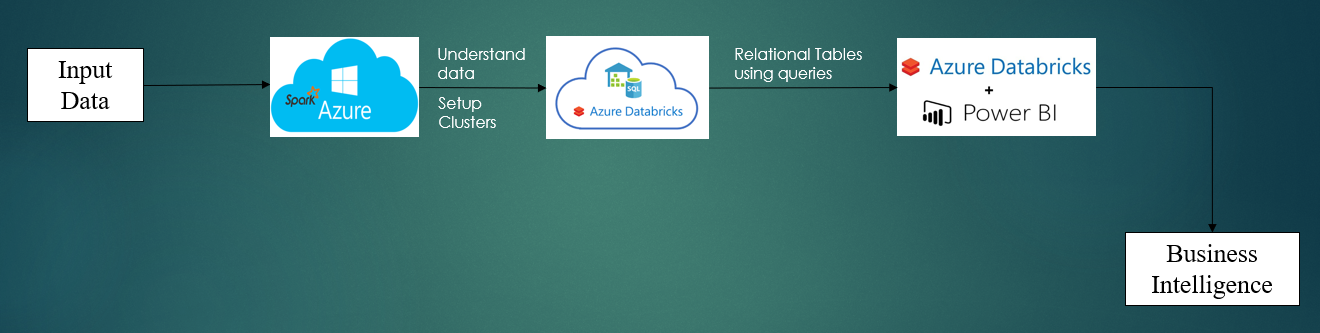 Input
Data
Spark
Azure
Understand
data
Setup
Clusters
SQL
Azure Databricks
Relational Tables
using queries
Azure Databricks
+
Power BI
Business
Intelligence